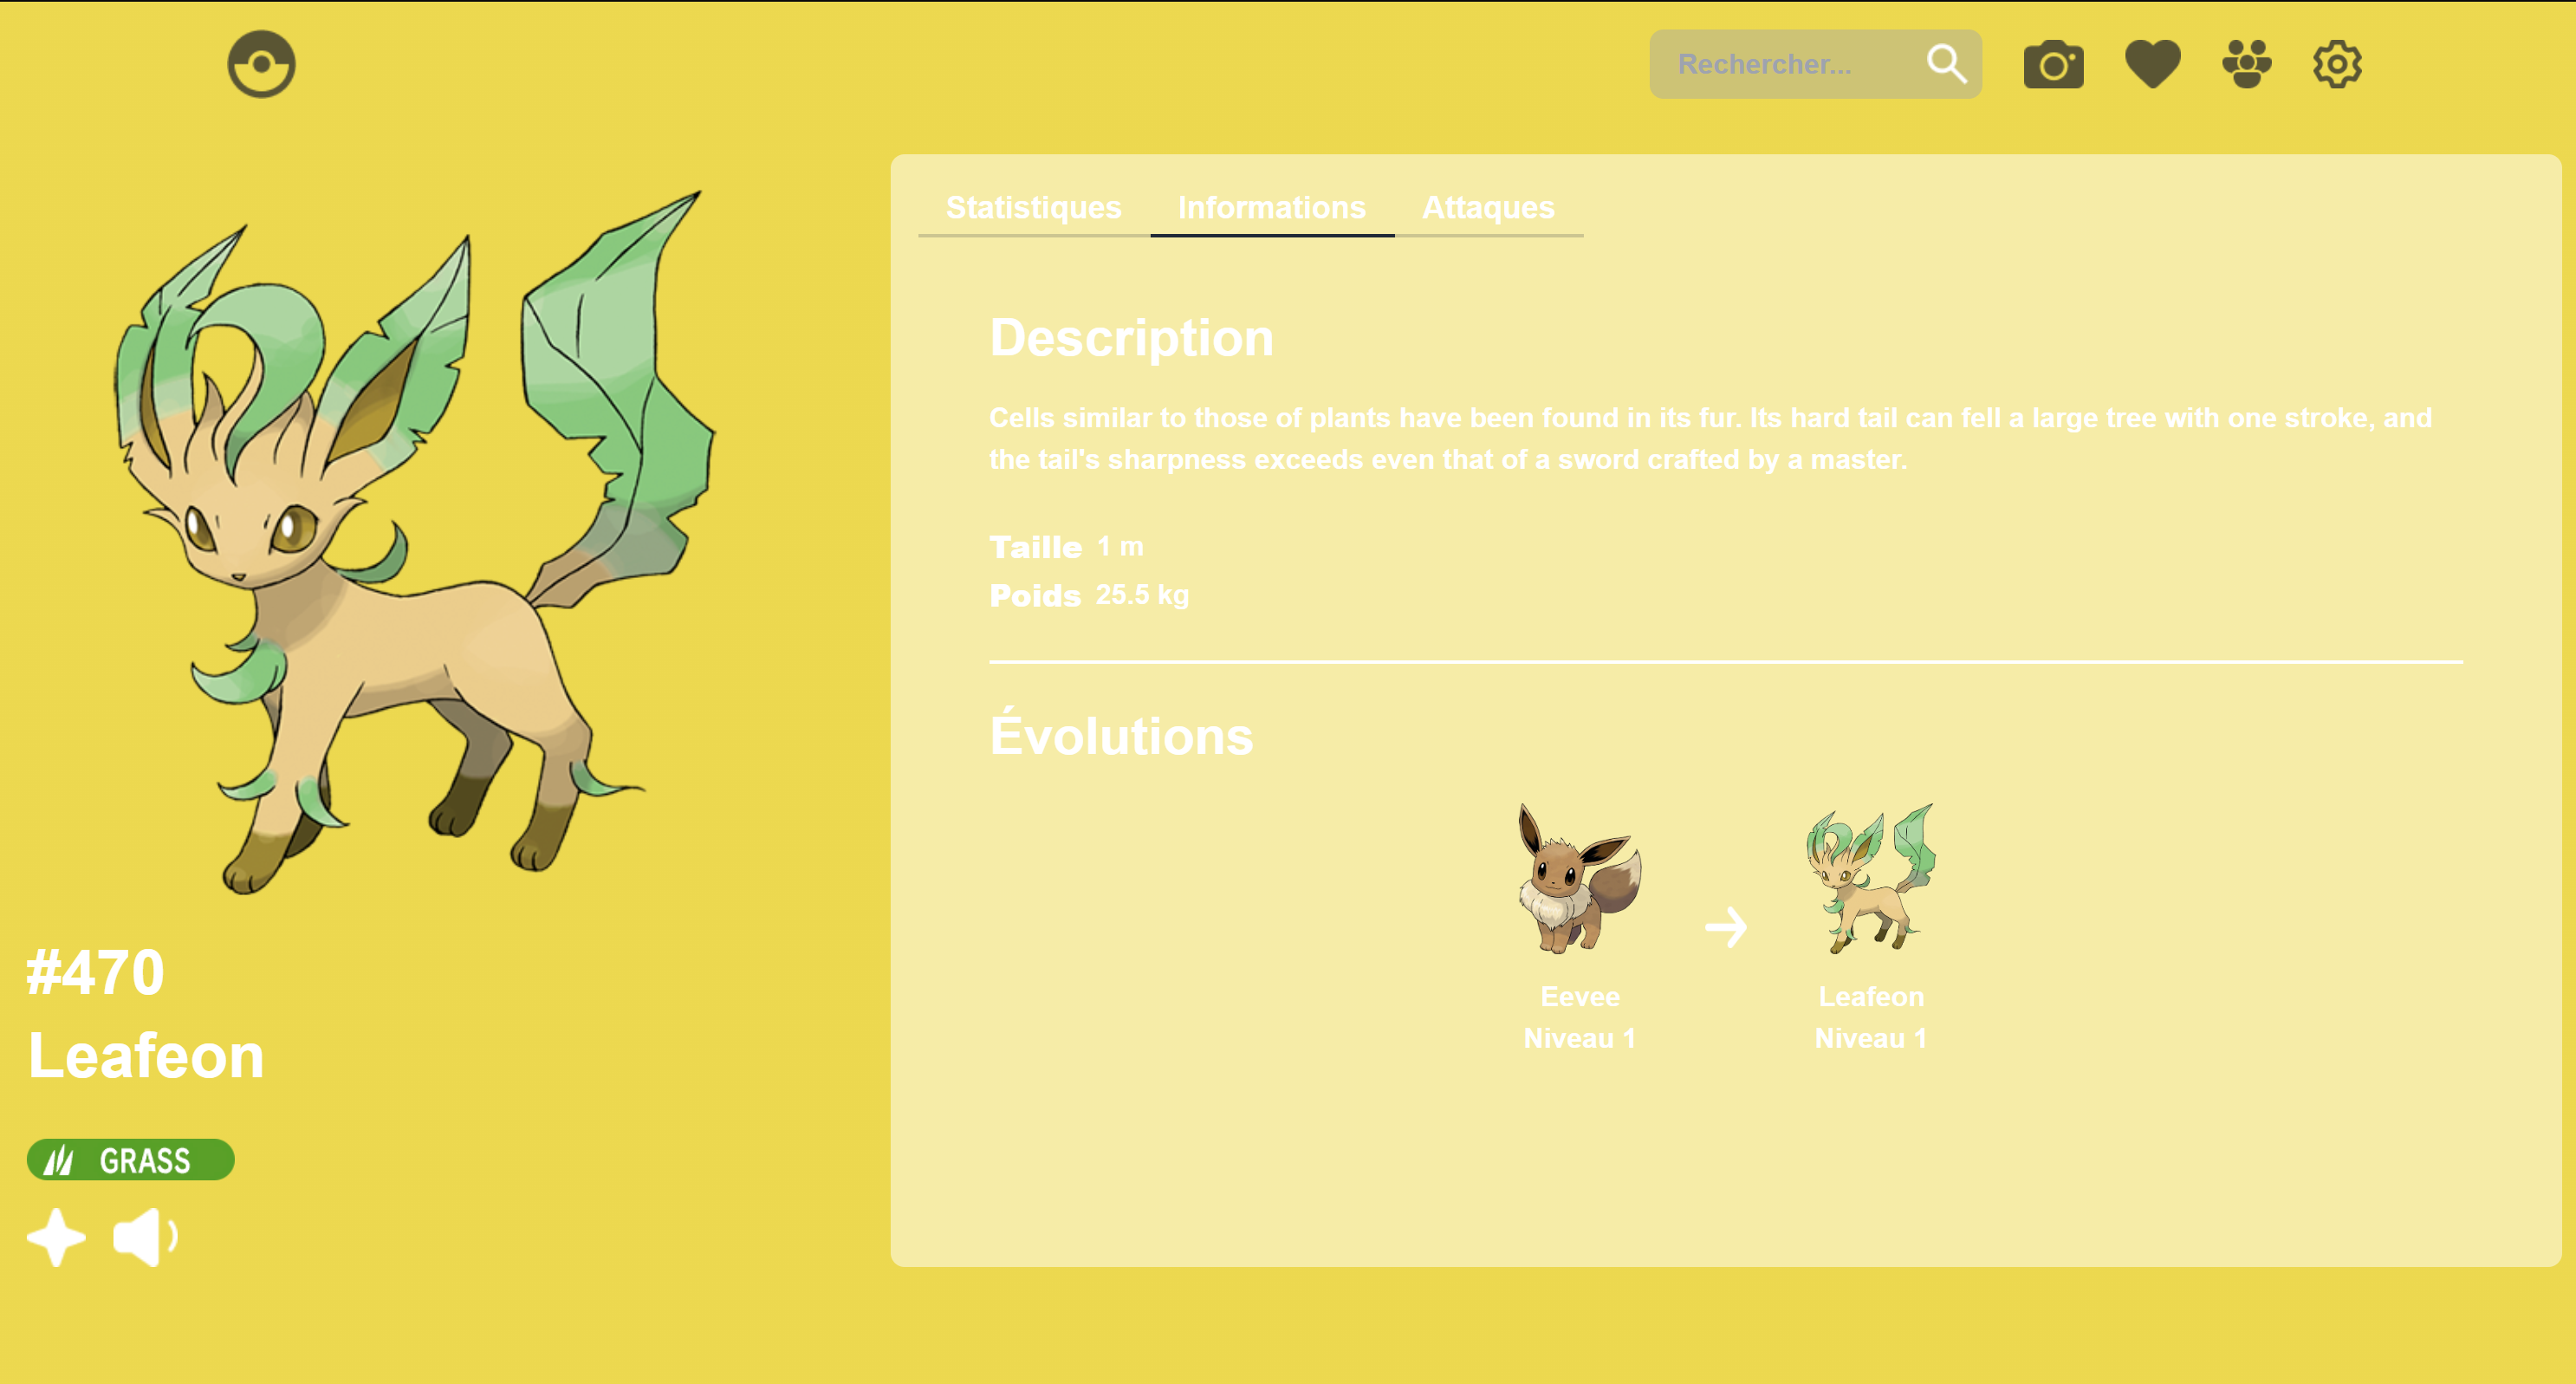 Rechercher...
Statistiques Informations Attaques
Description
Cells similar to those of plants have been found in its fur. Its hard tail can fell a large tree with one stroke, and
the tail's sharpness exceeds even that of a sword crafted by a master.
Taille 1 m
Poids 25.5 kg
Évolutions
Eevee
Niveau 1
Leafeon
Niveau 1
#470
Leafeon
GRASS